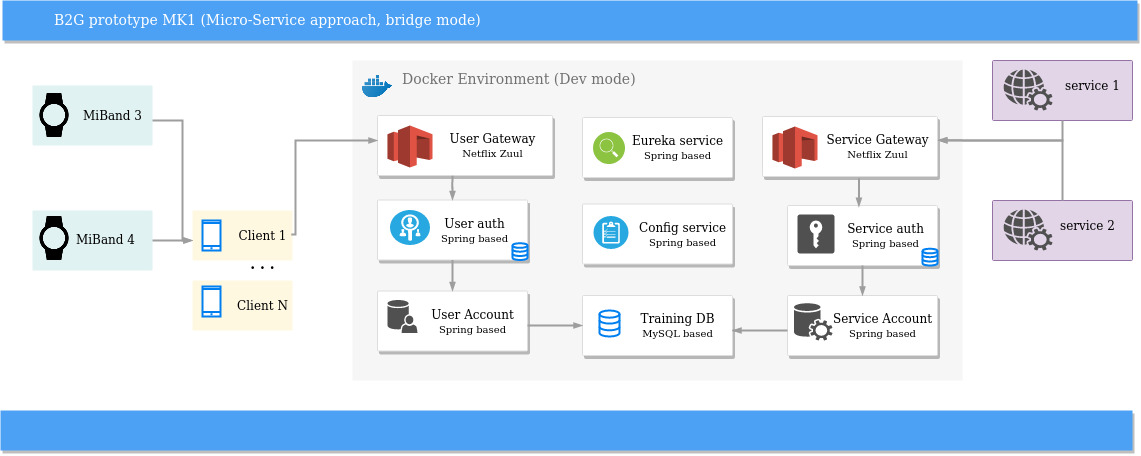 B2G prototype MK1 (Micro-Service approach, bridge mode)
MiBand 3
MiBand 4
Client 1
...
Client N
Docker Environment (Dev mode)
User Gateway
Netflix Zuul
User auth
Spring based
User Account
Spring based
Eureka service
Spring based
Config service
Spring based
Training DB
MySQL based
Service Gateway
Netflix Zuul
Service auth
Spring based
Service Account
Spring based
service 1
service 2